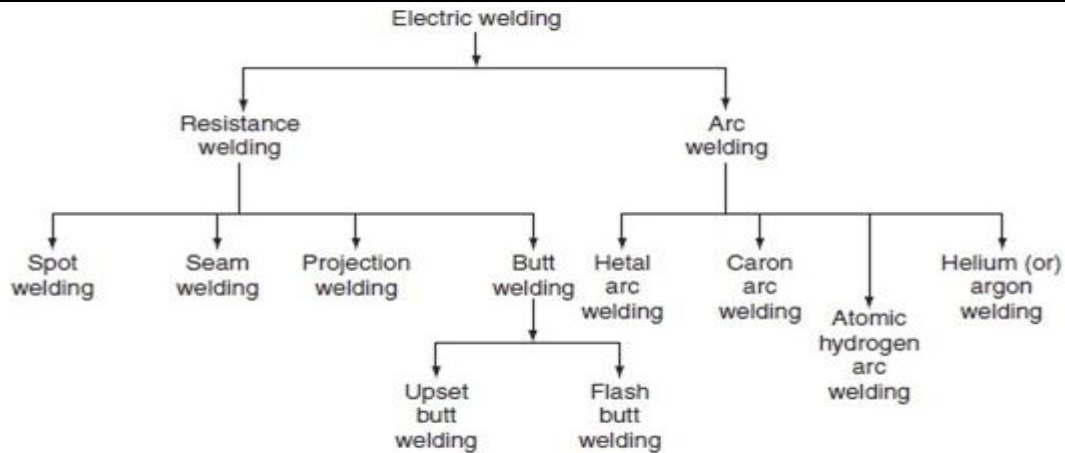 Electric welding
Resistance
welding
Arc
welding
Spot
welding
Seam
welding
Projection
welding
Butt
welding
Hetal
arc
welding
Caron
arc
welding
Atomic
hydrogen
arc
welding
Helium (or)
argon
welding
Upset
butt
welding
Flash
butt
welding